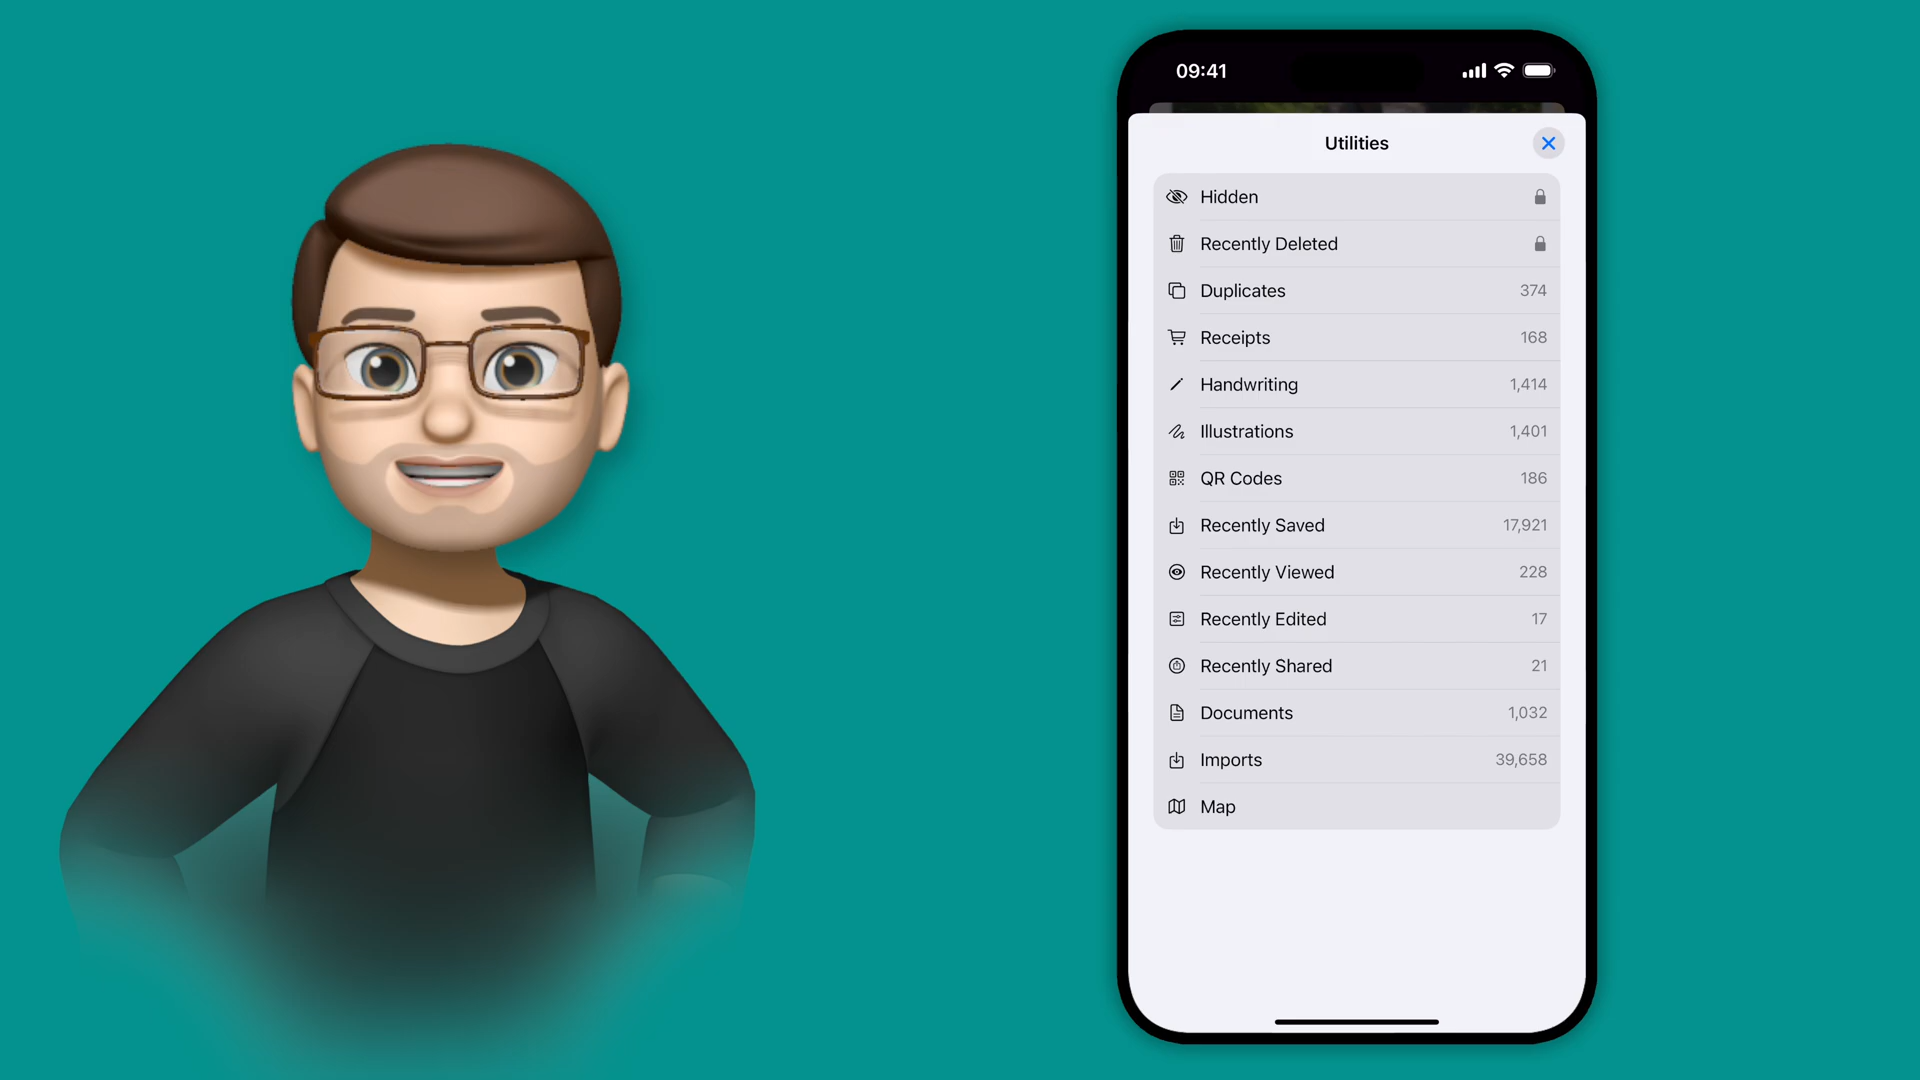 09:41
Utilities
Hidden
Recently Deleted
Duplicates 374
Receipts 168
Handwriting 1,414
Illustrations 1,401
QR Codes 186
Recently Saved 17,921
Recently Viewed 228
Recently Edited 17
Recently Shared 21
Documents 1,032
Imports 39,658
Map